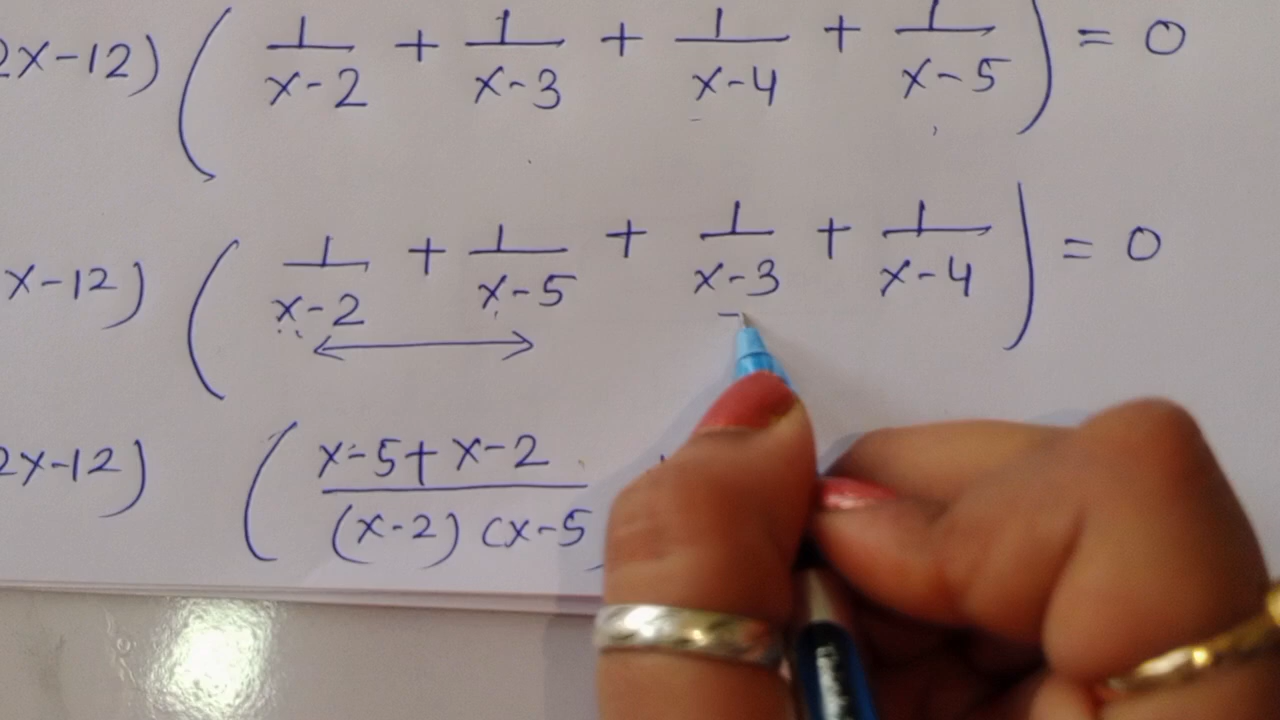 2x-12) ( 1/(x-2) + 1/(x-3) + 1/(x-4) + 1/(x-5) ) = 0
x-12) ( 1/(x-2) + 1/(x-5) + 1/(x-3) + 1/(x-4) ) = 0
2x-12) ( (x-5+x-2)/((x-2)(x-5)